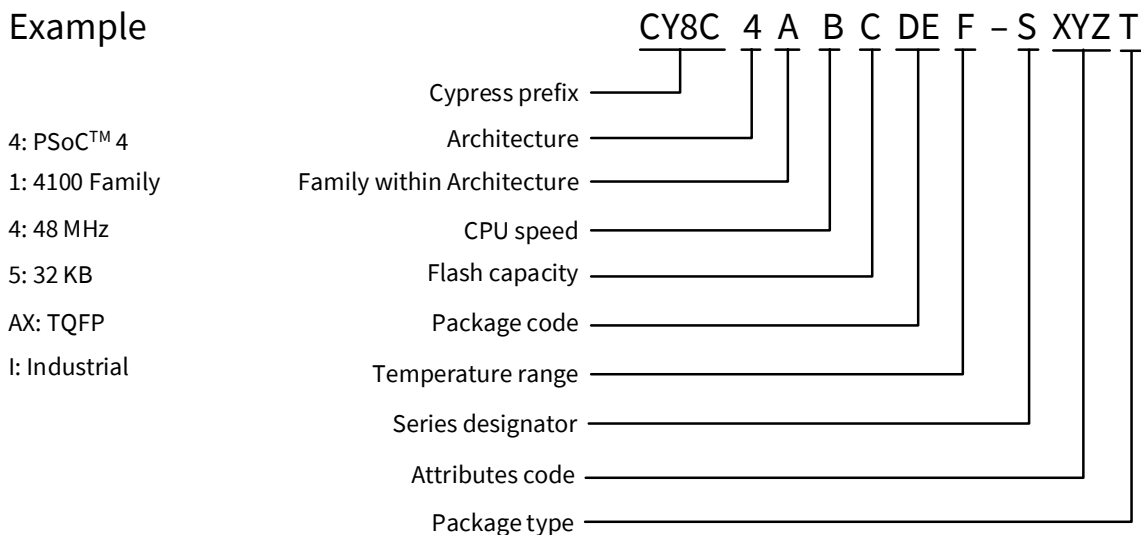 Example CY8C 4 A B C DE F – S XYZ T
Cypress prefix
4: PSoC™ 4 Architecture
1: 4100 Family Family within Architecture
4: 48 MHz CPU speed
5: 32 KB Flash capacity
AX: TQFP Package code
I: Industrial Temperature range
Series designator
Attributes code
Package type